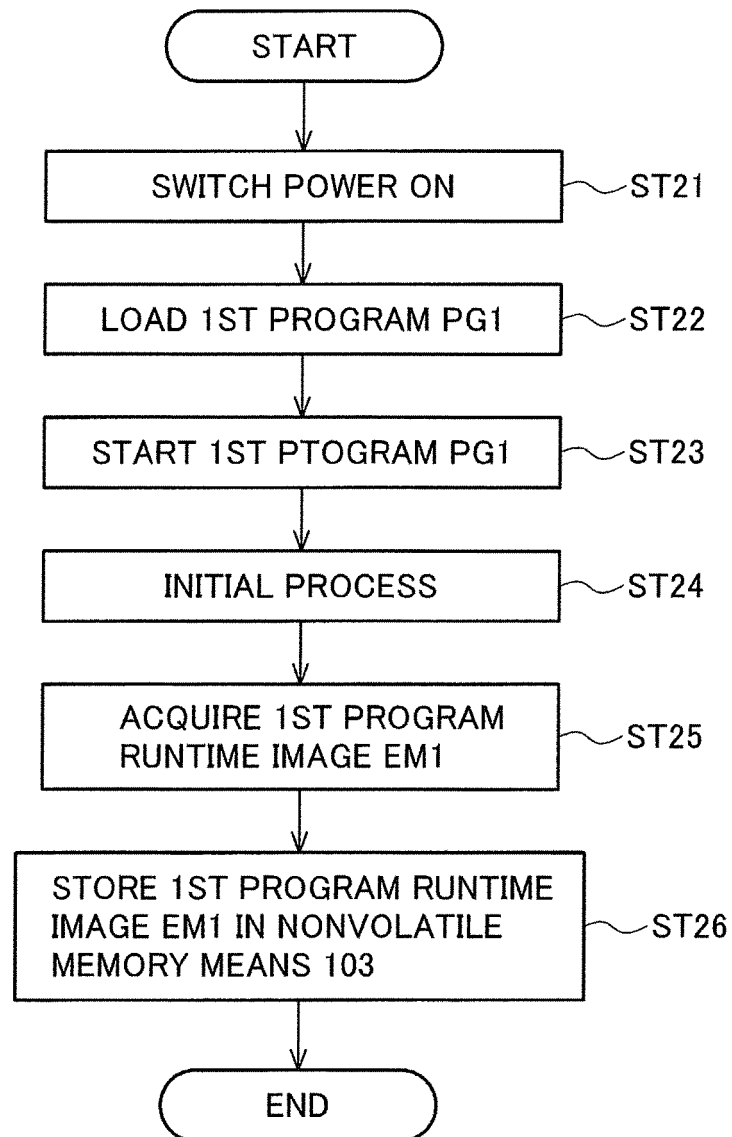 START
SWITCH POWER ON
ST21
LOAD 1ST PROGRAM PG1
ST22
START 1ST PTOGRAM PG1
ST23
INITIAL PROCESS
ST24
ACQUIRE 1ST PROGRAM
RUNTIME IMAGE EM1
ST25
STORE 1ST PROGRAM RUNTIME
IMAGE EM1 IN NONVOLATILE
MEMORY MEANS 103
ST26
END